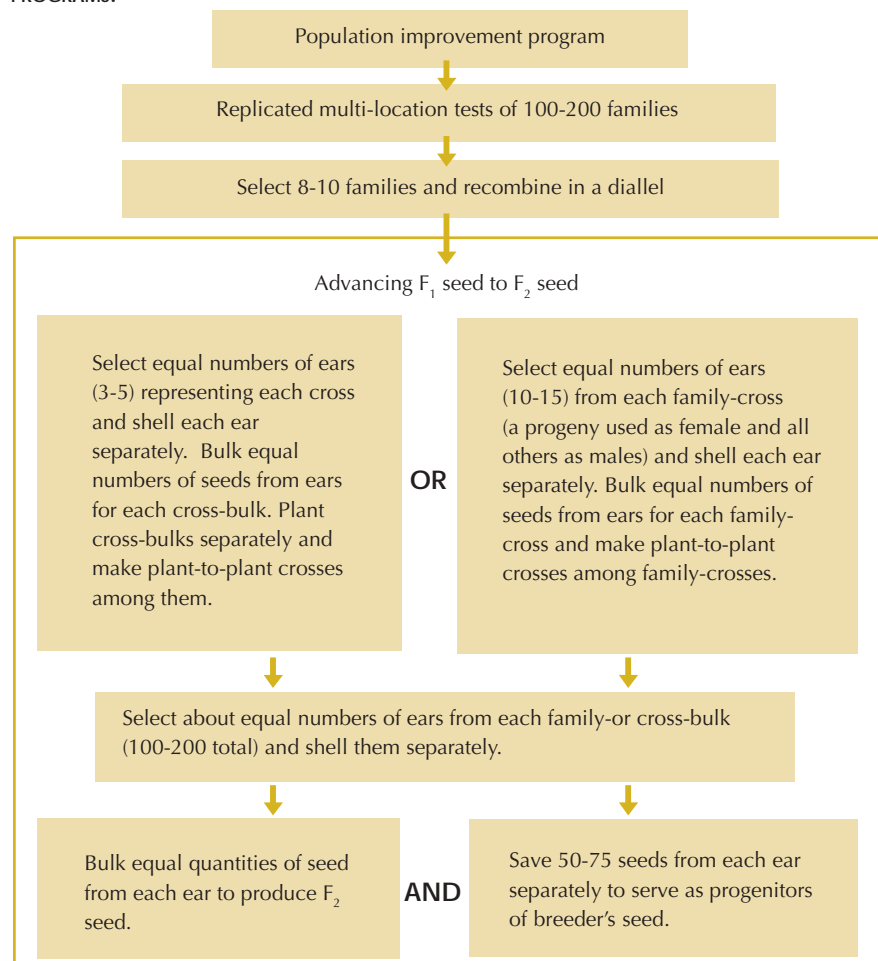 PROGRAMS.
Population improvement program
Replicated multi-location tests of 100-200 families
Select 8-10 families and recombine in a diallel
Advancing F₁ seed to F₂ seed
Select equal numbers of ears
(3-5) representing each cross
and shell each ear
separately.  Bulk equal
numbers of seeds from ears
for each cross-bulk. Plant
cross-bulks separately and
make plant-to-plant crosses
among them.
OR
Select equal numbers of ears
(10-15) from each family-cross
(a progeny used as female and all
others as males) and shell each ear
separately. Bulk equal numbers of
seeds from ears for each family-
cross and make plant-to-plant
crosses among family-crosses.
Select about equal numbers of ears from each family-or cross-bulk
(100-200 total) and shell them separately.
Bulk equal quantities of seed
from each ear to produce F₂
seed.
AND
Save 50-75 seeds from each ear
separately to serve as progenitors
of breeder's seed.